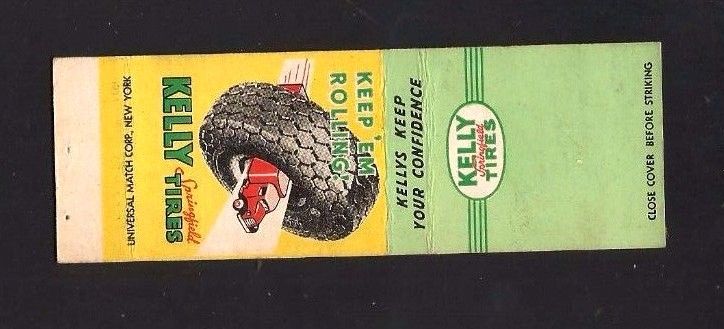 KEEP 'EM
ROLLING!
KELLY
Springfield
TIRES
UNIVERSAL MATCH CORP., NEW YORK
KELLYS KEEP
YOUR CONFIDENCE
KELLY
Springfield
TIRES
CLOSE COVER BEFORE STRIKING